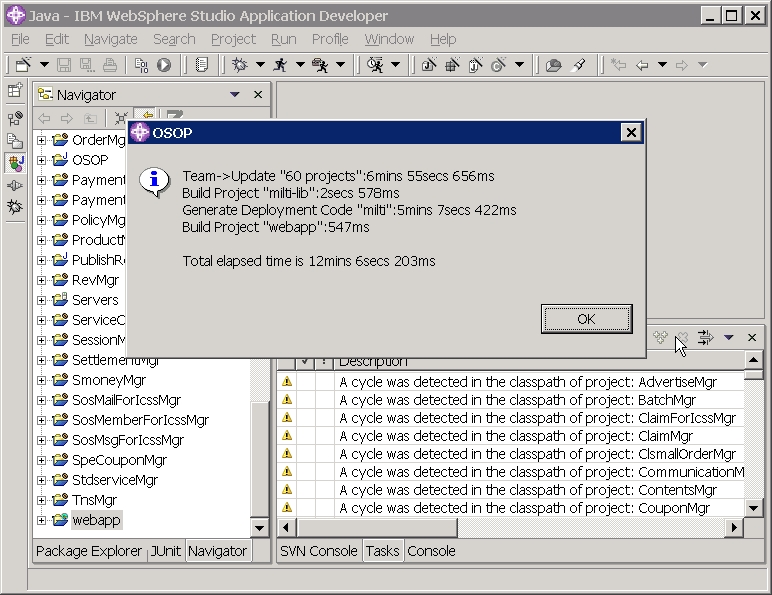 Java - IBM WebSphere Studio Application Developer
File Edit Navigate Search Project Run Profile Window Help
Navigator
OrderMg
OSOP
Payment
Payment
PolicyMg
Product
PublishRe
RevMgr
Servers
ServiceC
SessionM
SettlementMgr
SmoneyMgr
SosMailForIcssMgr
SosMemberForIcssMgr
SosMsgForIcssMgr
SpeCouponMgr
StdserviceMgr
TnsMgr
webapp
Package Explorer JUnit Navigator
OSOP
Team->Update "60 projects":6mins 55secs 656ms
Build Project "milti-lib":2secs 578ms
Generate Deployment Code "milti":5mins 7secs 422ms
Build Project "webapp":547ms
Total elapsed time is 12mins 6secs 203ms
OK
! Description
A cycle was detected in the classpath of project: AdvertiseMgr
A cycle was detected in the classpath of project: BatchMgr
A cycle was detected in the classpath of project: ClaimForIcssMgr
A cycle was detected in the classpath of project: ClaimMgr
A cycle was detected in the classpath of project: ClsmallOrderMgr
A cycle was detected in the classpath of project: CommunicationM
A cycle was detected in the classpath of project: ContentsMgr
A cycle was detected in the classpath of project: CouponMgr
SVN Console Tasks Console